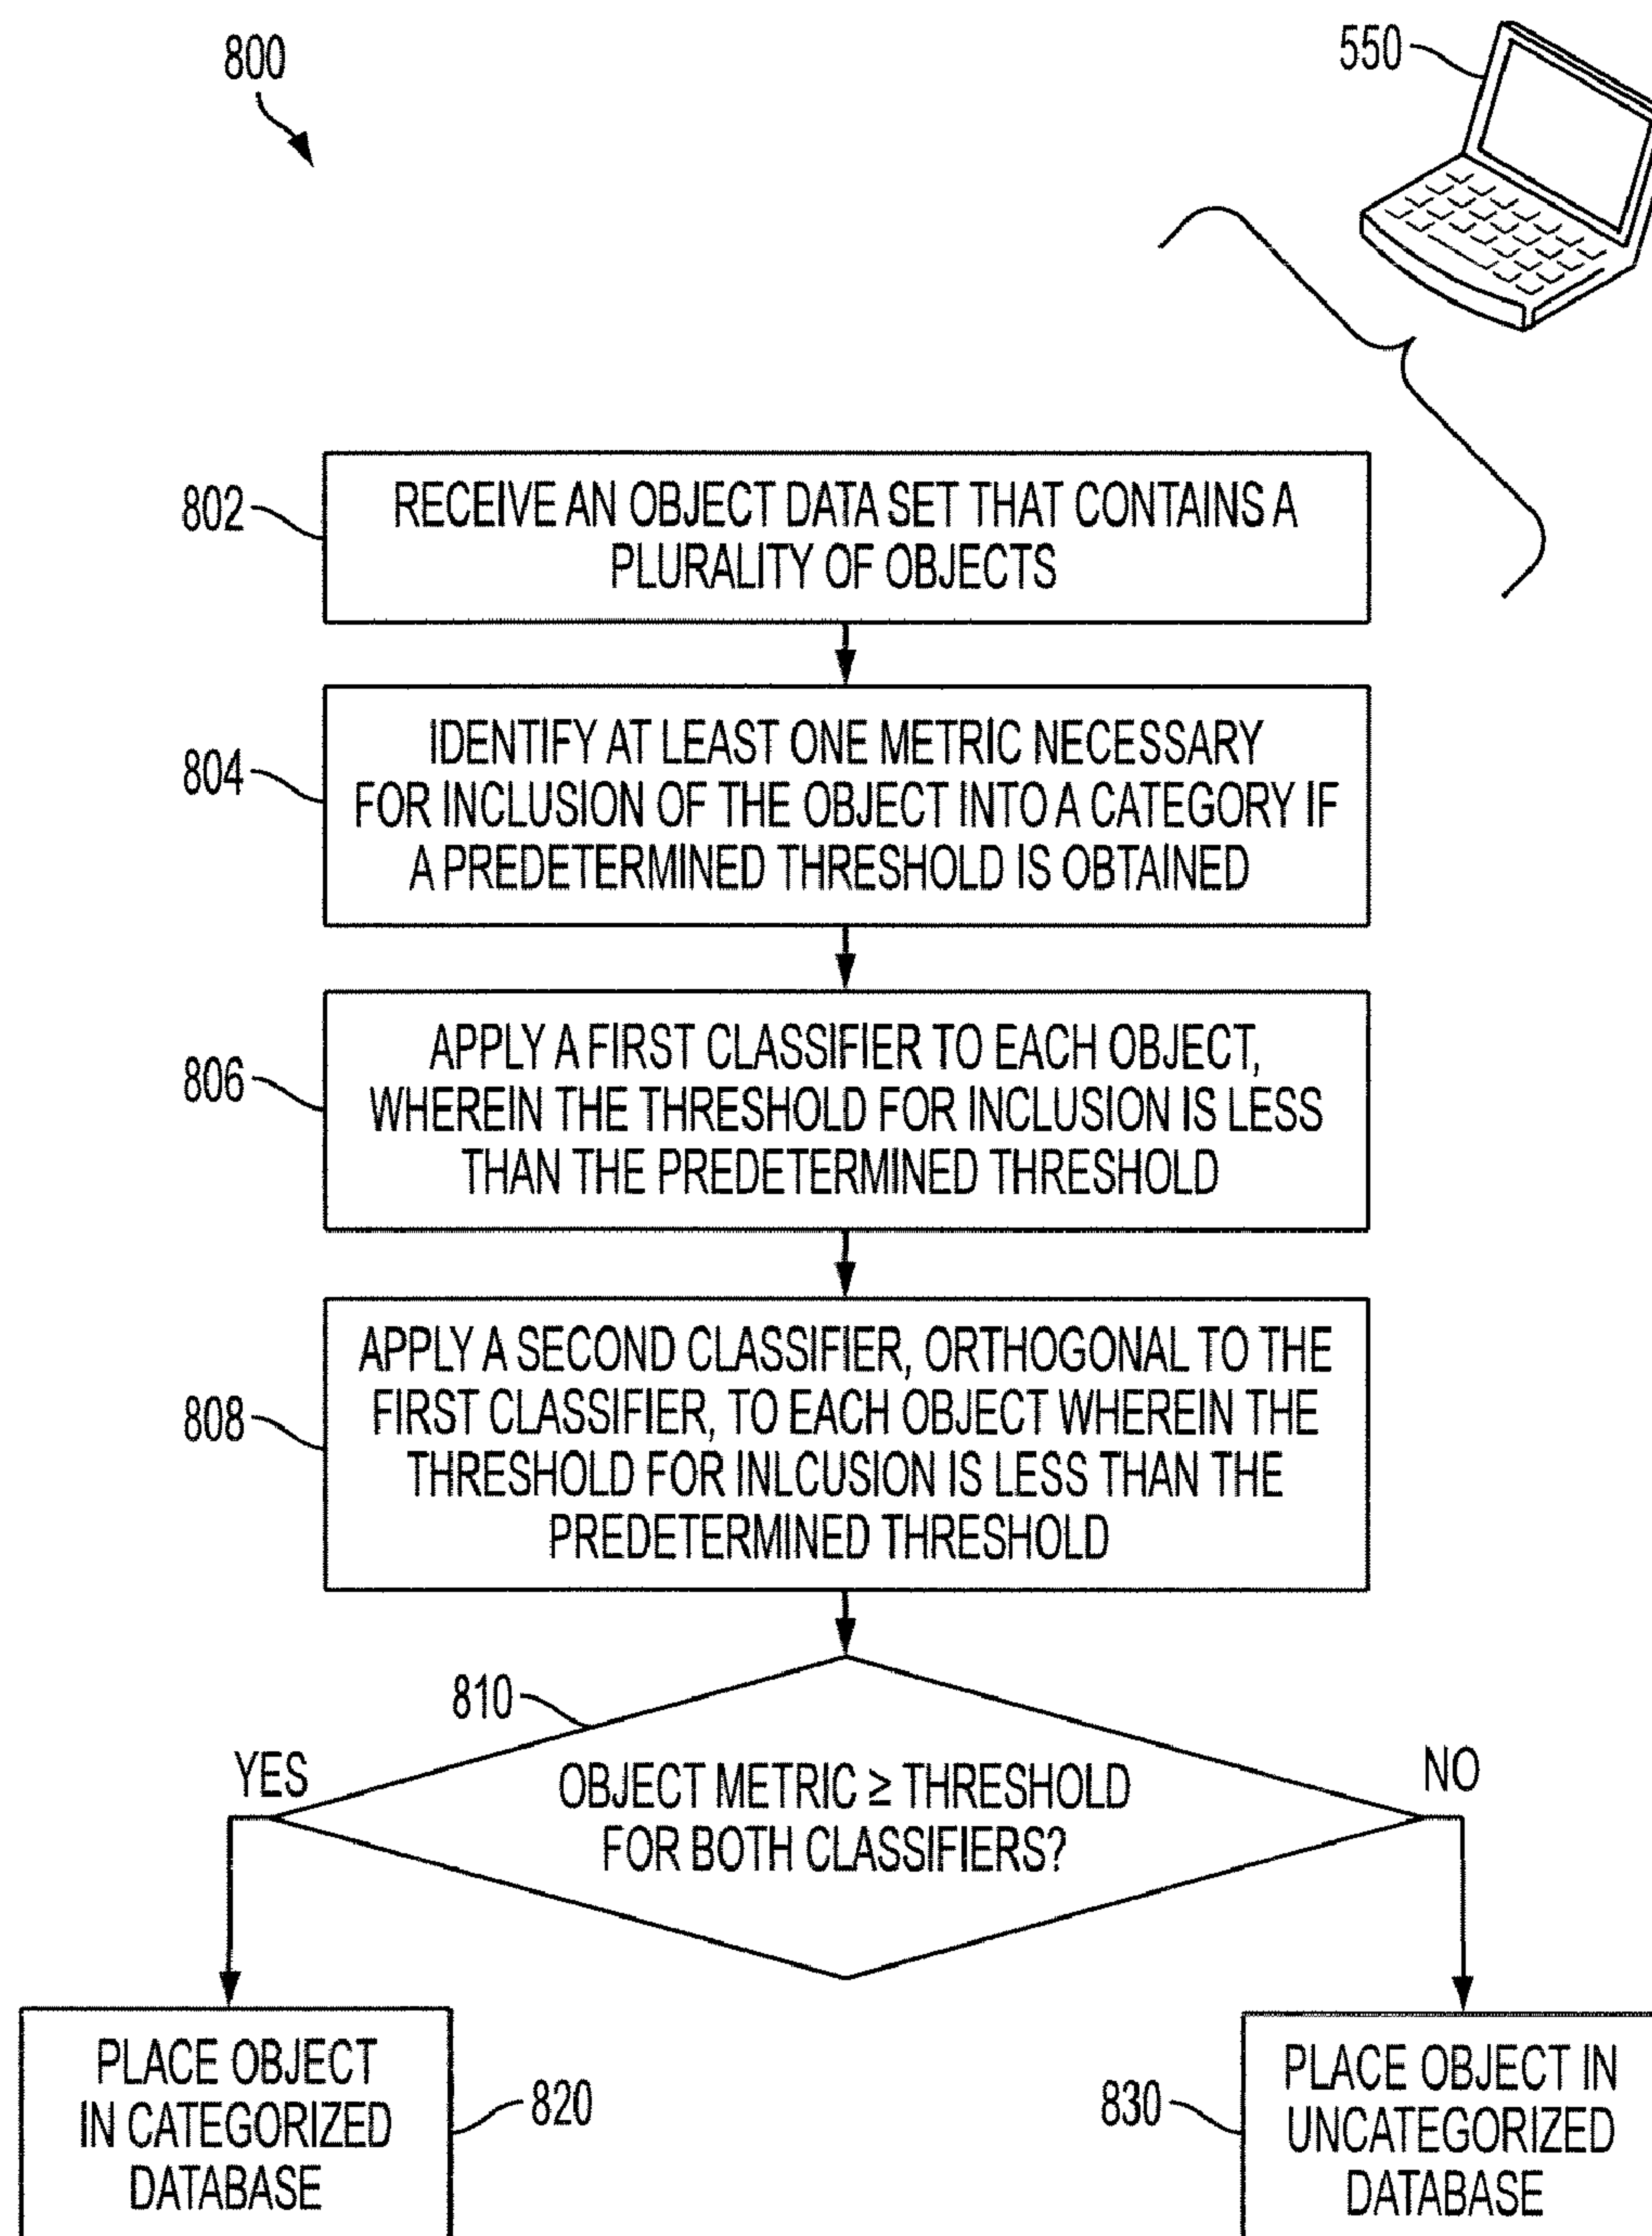 800
550
802
RECEIVE AN OBJECT DATA SET THAT CONTAINS A
PLURALITY OF OBJECTS
804
IDENTIFY AT LEAST ONE METRIC NECESSARY
FOR INCLUSION OF THE OBJECT INTO A CATEGORY IF
A PREDETERMINED THRESHOLD IS OBTAINED
806
APPLY A FIRST CLASSIFIER TO EACH OBJECT,
WHEREIN THE THRESHOLD FOR INCLUSION IS LESS
THAN THE PREDETERMINED THRESHOLD
808
APPLY A SECOND CLASSIFIER, ORTHOGONAL TO THE
FIRST CLASSIFIER, TO EACH OBJECT WHEREIN THE
THRESHOLD FOR INLCUSION IS LESS THAN THE
PREDETERMINED THRESHOLD
810
YES
OBJECT METRIC ≥ THRESHOLD
FOR BOTH CLASSIFIERS?
NO
PLACE OBJECT
IN CATEGORIZED
DATABASE
820
830
PLACE OBJECT IN
UNCATEGORIZED
DATABASE